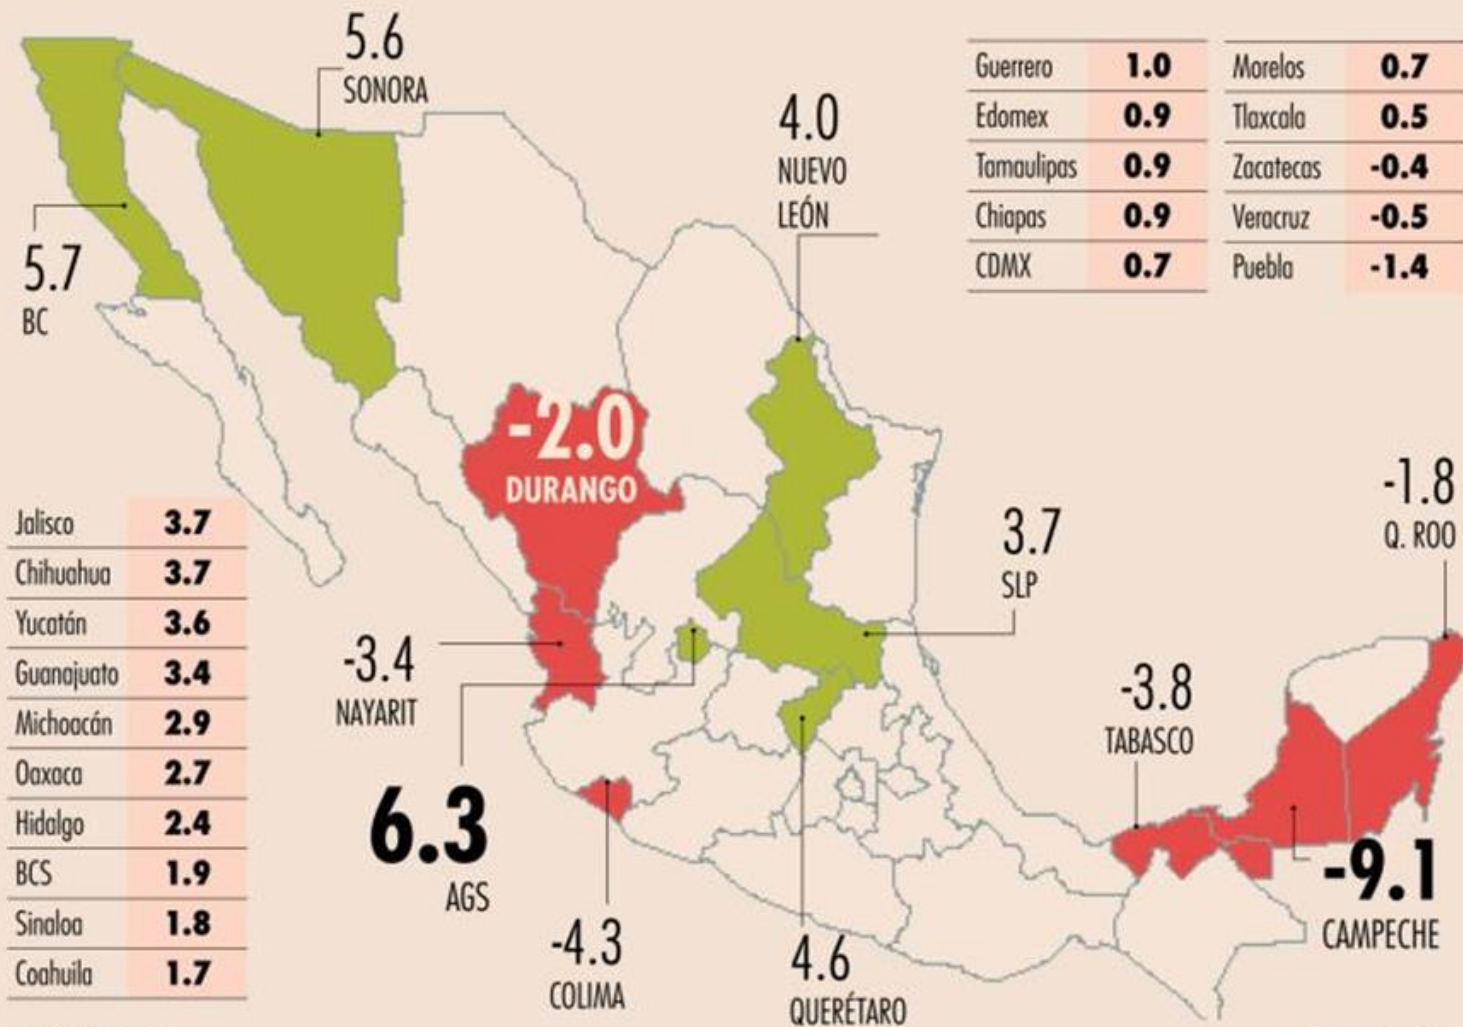 5.6
SONORA
5.7
BC
4.0
NUEVO
LEÓN
Guerrero 1.0
Edomex 0.9
Tamaulipas 0.9
Chiapas 0.9
CDMX 0.7
Morelos 0.7
Tlaxcala 0.5
Zacatecas -0.4
Veracruz -0.5
Puebla -1.4
-2.0
DURANGO
-1.8
Q. ROO
3.7
SLP
Jalisco 3.7
Chihuahua 3.7
Yucatán 3.6
Guanajuato 3.4
Michoacán 2.9
Oaxaca 2.7
Hidalgo 2.4
BCS 1.9
Sinaloa 1.8
Coahuila 1.7
-3.4
NAYARIT
-3.8
TABASCO
6.3
AGS
-9.1
CAMPECHE
-4.3
COLIMA
4.6
QUERÉTARO